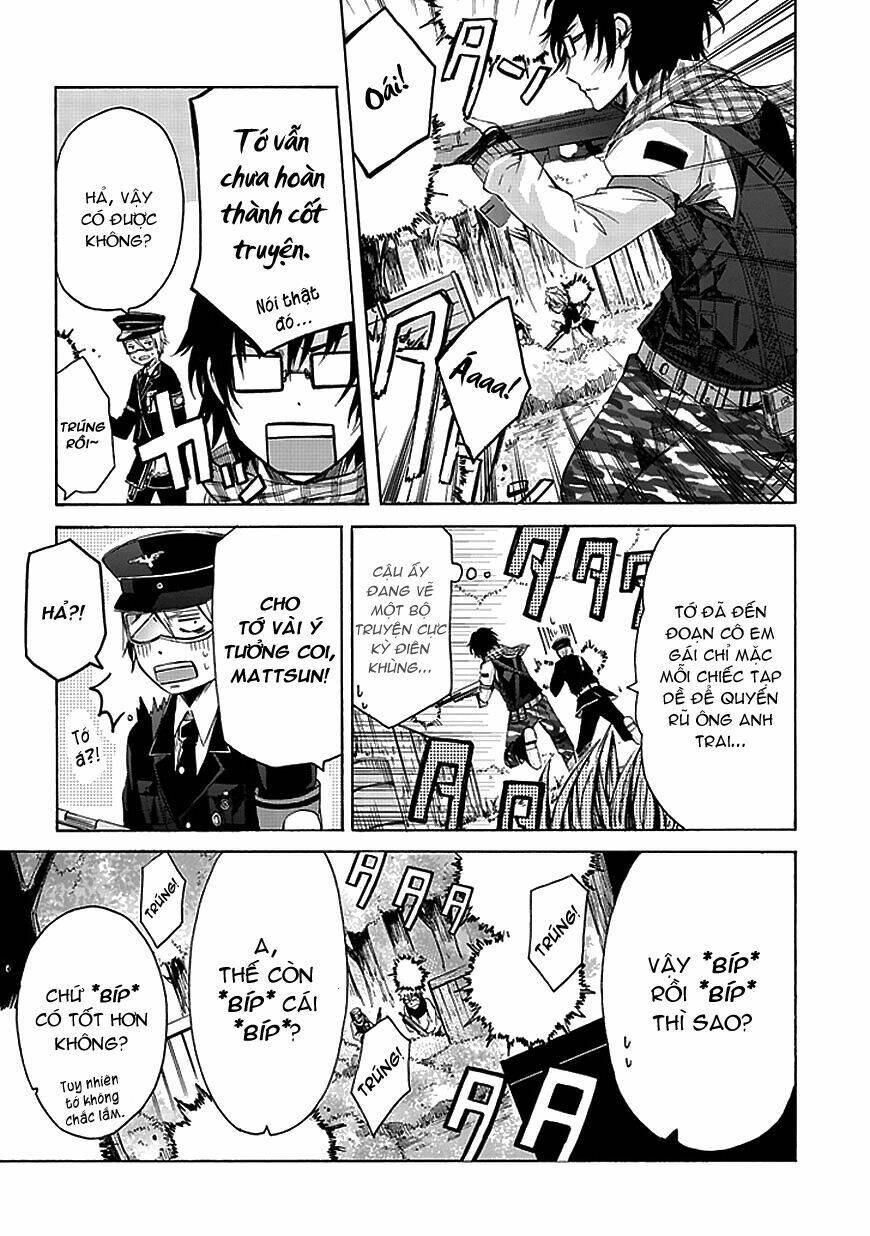 Oái!
Áaaa!
Tớ vẫn
chưa hoàn
thành cốt
truyện.
Nói thật
đó...
HẢ, VẬY
CÓ ĐƯỢC
KHÔNG?
TRÚNG
RỒI~
TỚ ĐÃ ĐẾN
ĐOẠN CÔ EM
GÁI CHỈ MẶC
MỖI CHIẾC TẠP
DỀ ĐỂ QUYẾN
RŨ ÔNG ANH
TRAI...
CẬU ẤY
ĐANG VẼ
MỘT BỘ
TRUYỆN CỰC
KỲ ĐIÊN
KHÙNG...
CHO
TỚ VÀI Ý
TƯỞNG COI,
MATTSUN!
HẢ?!
Tớ
á?!
VẬY *BÍP*
RỒI *BÍP*
THÌ SAO?
TRÚNG!
A,
THẾ CÒN
*BÍP* CÁI
*BÍP*?
TRÚNG!
TRÚNG!
CHỨ *BÍP*
CÓ TỐT HƠN
KHÔNG?
Tuy nhiên
tớ không
chắc lắm.